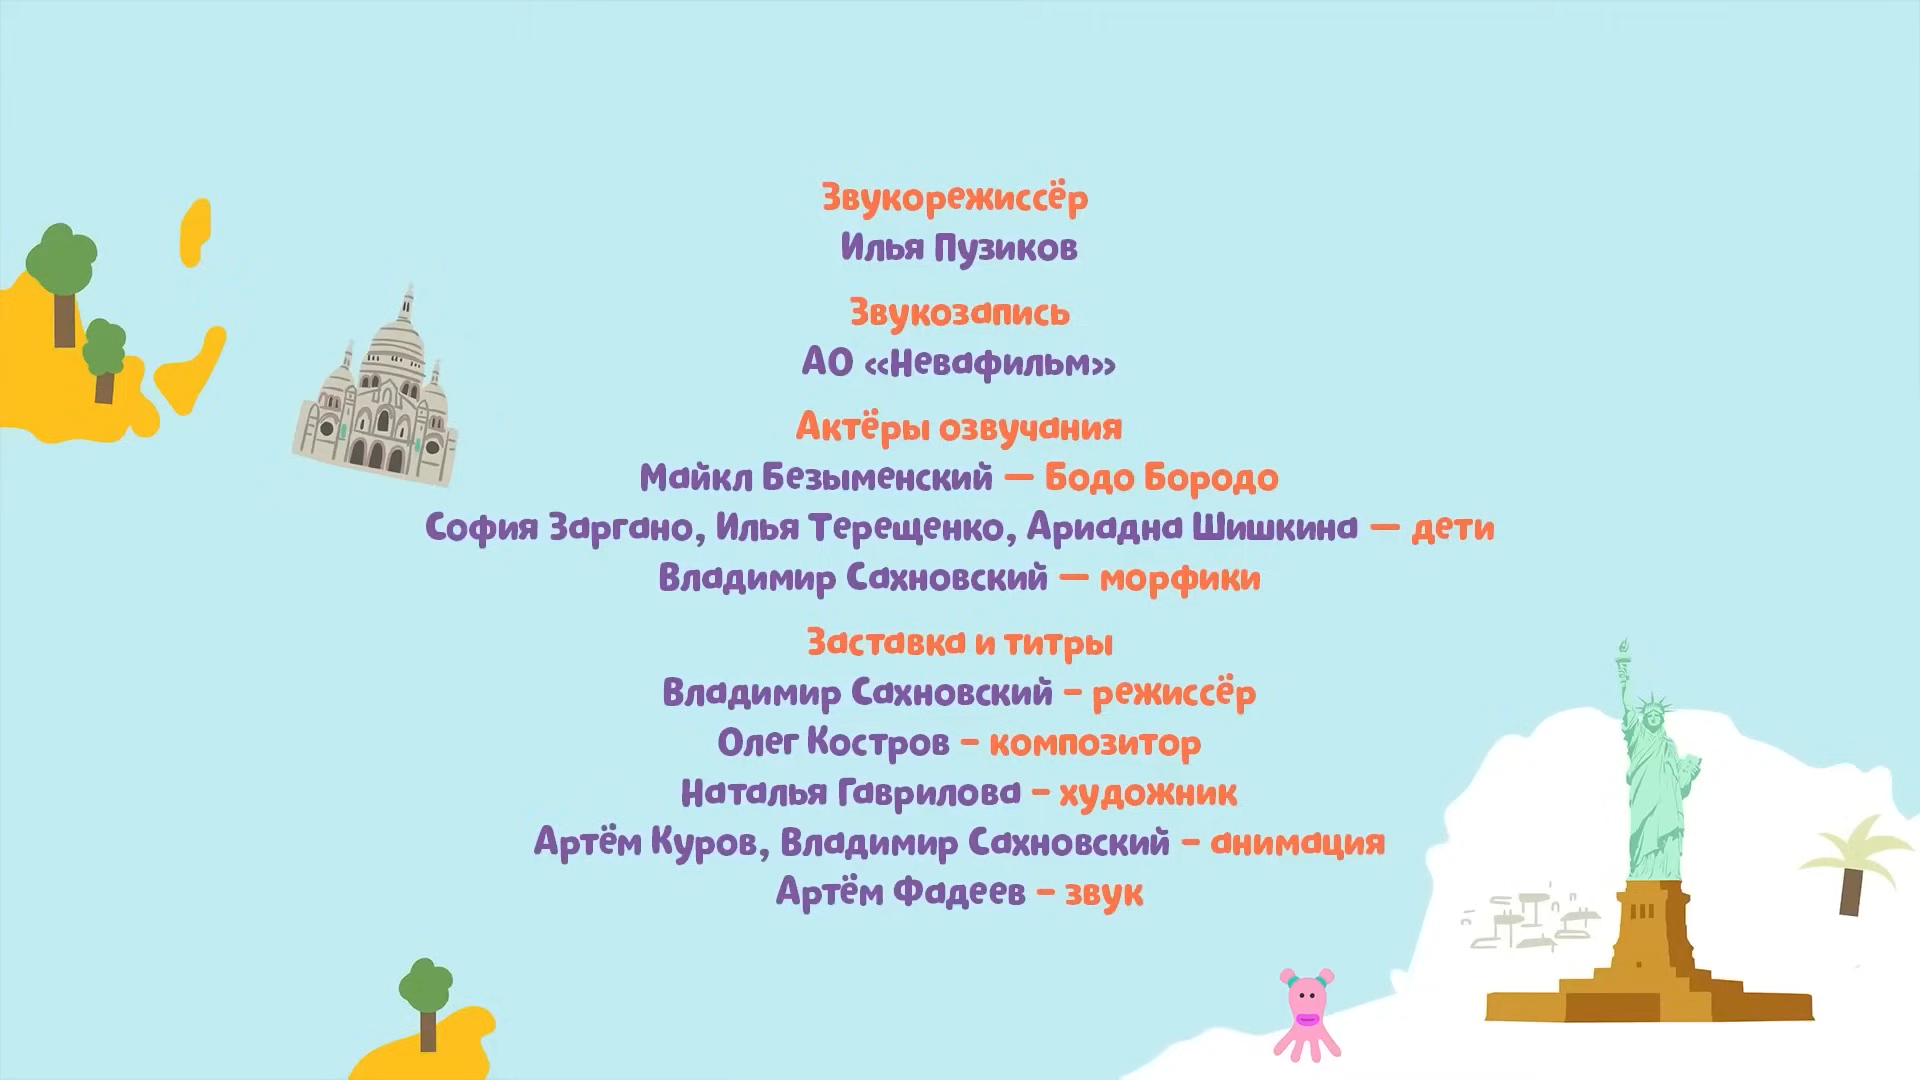 Звукорежиссёр
Илья Пузиков
Звукозапись
АО «Невафильм»
Актёры озвучания
Майкл Безыменский — Бодо Бородо
София Заргано, Илья Терещенко, Ариадна Шишкина — дети
Владимир Сахновский — морфики
Заставка и титры
Владимир Сахновский – режиссёр
Олег Костров – композитор
Наталья Гаврилова – художник
Артём Куров, Владимир Сахновский – анимация
Артём Фадеев – звук